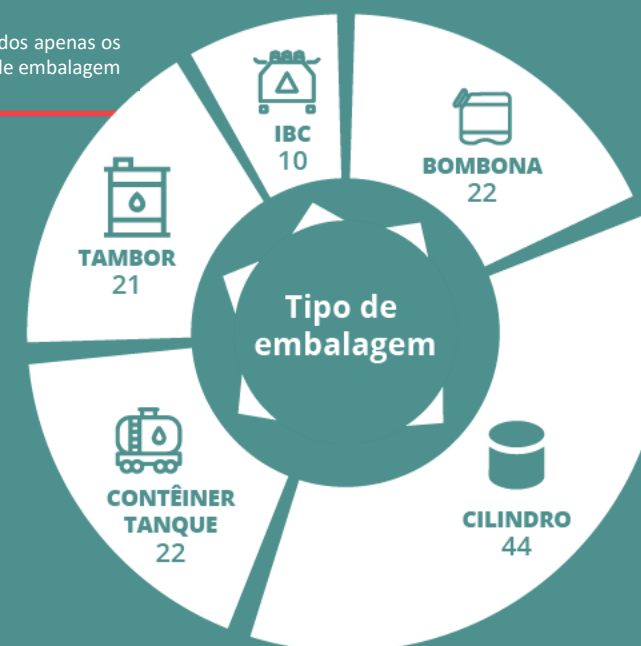 dos apenas os
de embalagem
IBC
10
BOMBONA
22
TAMBOR
21
Tipo de
embalagem
CONTÊINER
TANQUE
22
CILINDRO
44